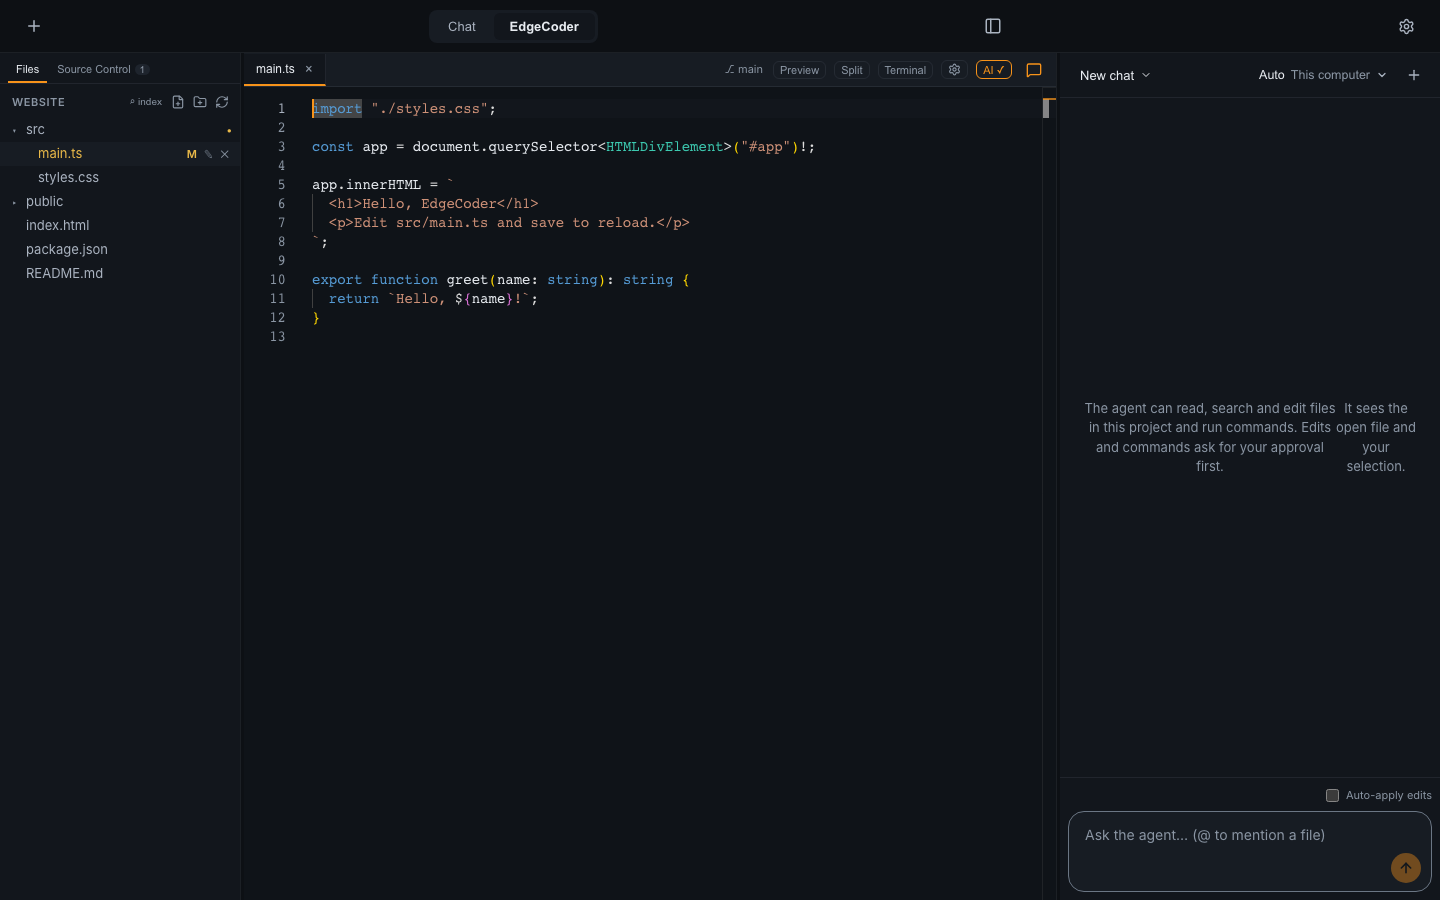 Chat
EdgeCoder
Files
Source Control 1
WEBSITE
index
src
main.ts
M
styles.css
public
index.html
package.json
README.md
main.ts ×
main
Preview
Split
Terminal
AI ✓
1 import "./styles.css";
2
3 const app = document.querySelector<HTMLDivElement>("#app")!;
4
5 app.innerHTML = `
6 <h1>Hello, EdgeCoder</h1>
7 <p>Edit src/main.ts and save to reload.</p>
8 `;
9
10 export function greet(name: string): string {
11 return `Hello, ${name}!`;
12 }
13
New chat
Auto This computer
The agent can read, search and edit files
in this project and run commands. Edits
and commands ask for your approval
first.
It sees the
open file and
your
selection.
Auto-apply edits
Ask the agent... (@ to mention a file)